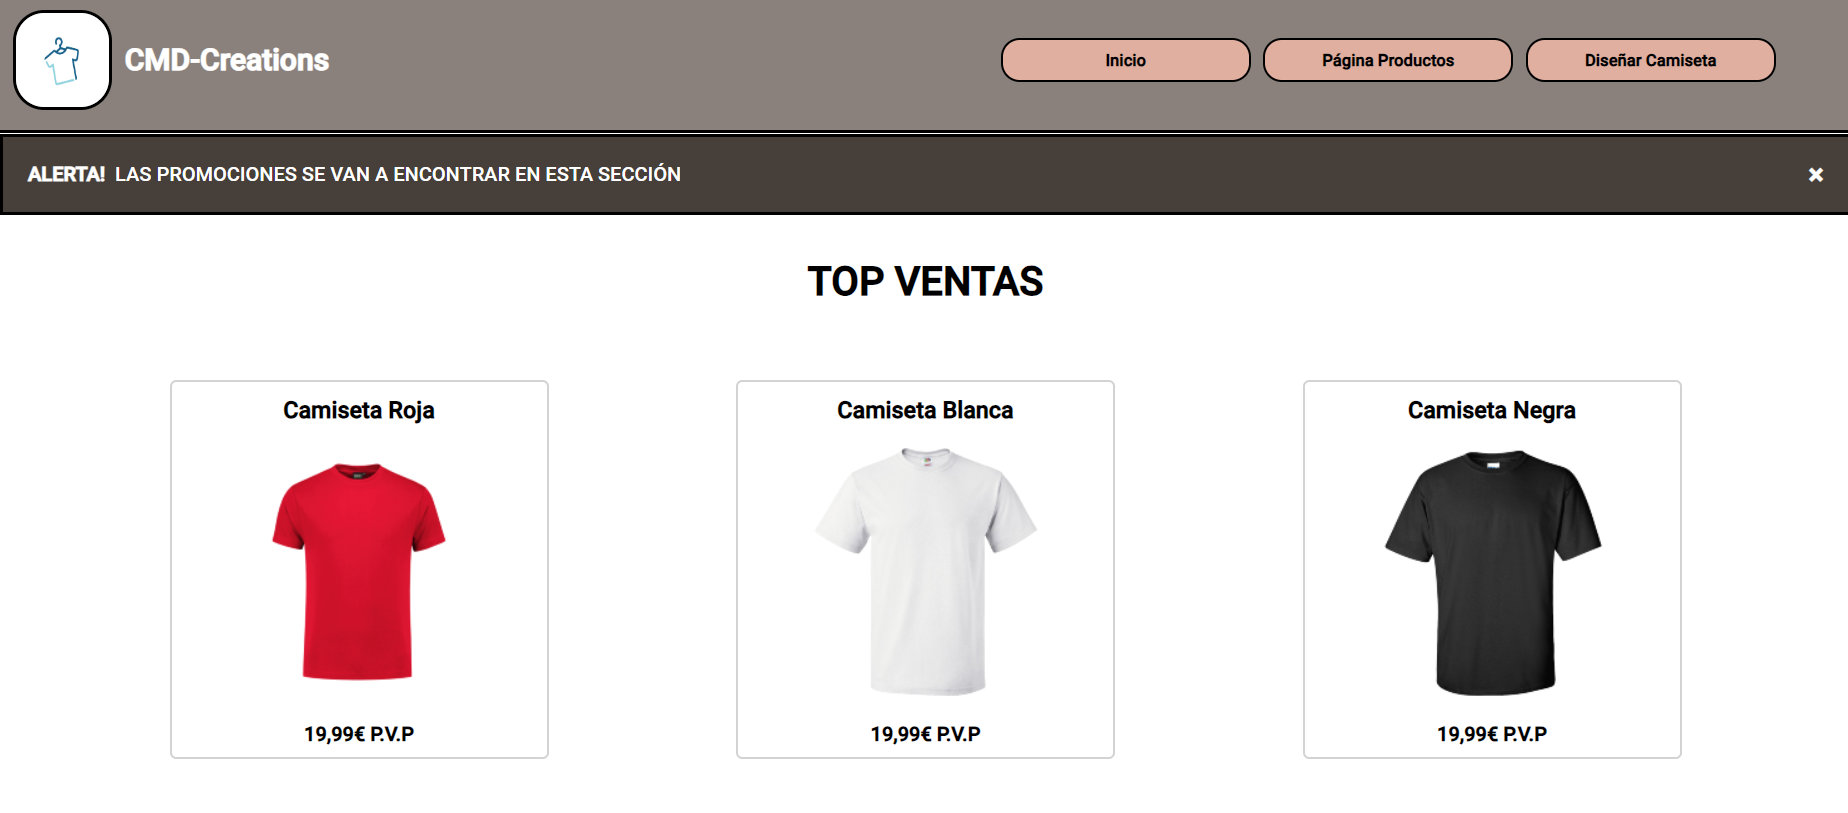 CMD-Creations
Inicio
Página Productos
Diseñar Camiseta
ALERTA! LAS PROMOCIONES SE VAN A ENCONTRAR EN ESTA SECCIÓN
✖
TOP VENTAS
Camiseta Roja
Camiseta Blanca
Camiseta Negra
19,99€ P.V.P
19,99€ P.V.P
19,99€ P.V.P